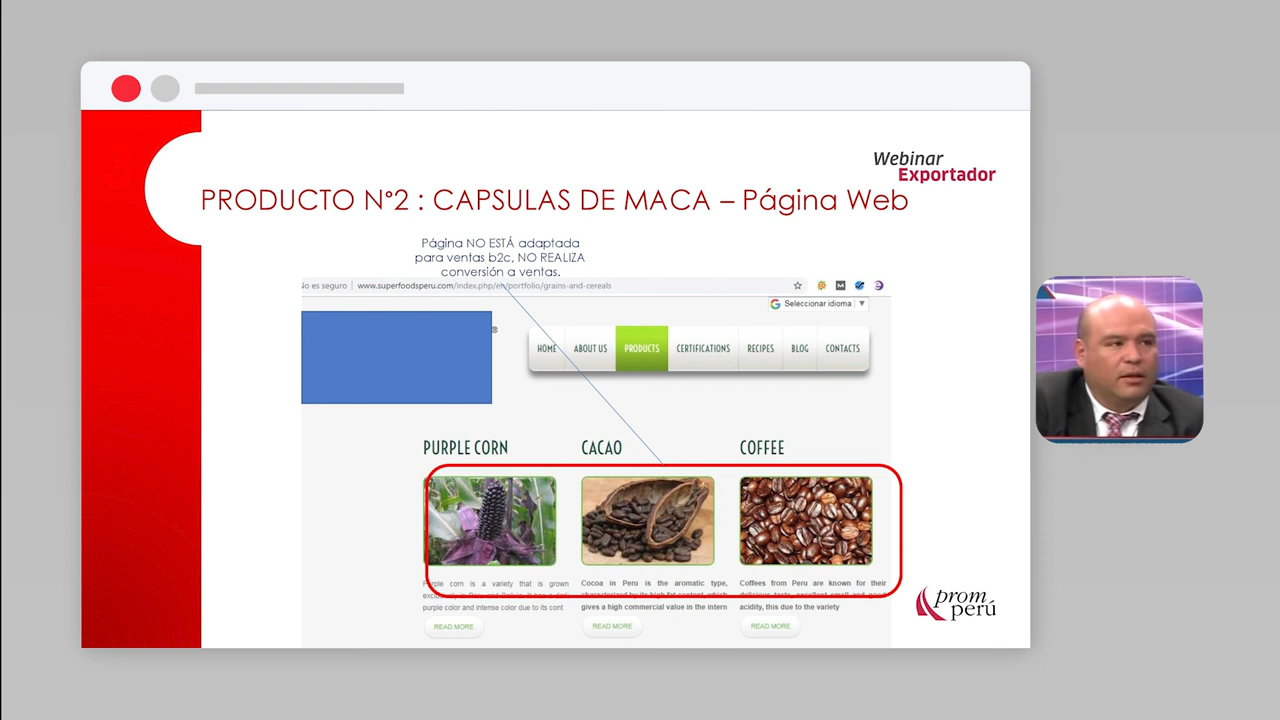 Webinar
Exportador
PRODUCTO N°2 : CAPSULAS DE MACA – Página Web
Página NO ESTÁ adaptada
para ventas b2c, NO REALIZA
conversión a ventas.
No es seguro | www.superfoodsperu.com/index.php/en/portfolio/grains-and-cereals
Seleccionar idioma
®
HOME ABOUT US PRODUCTS CERTIFICATIONS RECIPES BLOG CONTACTS
PURPLE CORN CACAO COFFEE
Purple corn is a variety that is grown
purple color and intense color due to its cont
READ MORE
Cocoa in Peru is the aromatic type,
characterized by its high fat content, which
gives a high commercial value in the intern
READ MORE
Coffees from Peru are known for their
delicious taste, excellent smell and good
acidity, this due to the variety
READ MORE
prom
perú